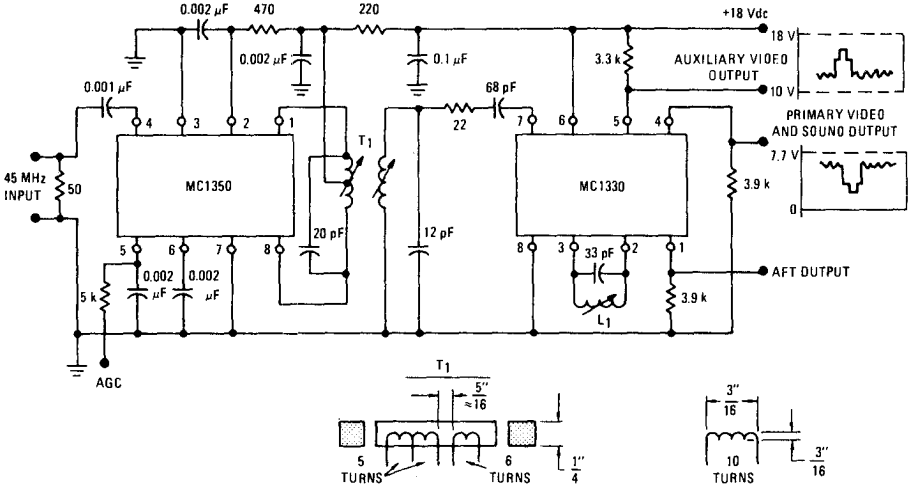 0.002 µF
470
220
+18 Vdc
18 V
0.002 µF
0.1 µF
3.3 k
AUXILIARY VIDEO
OUTPUT
10 V
0.001 µF
68 pF
22
4
3
2
1
7
6
5
4
PRIMARY VIDEO
AND SOUND OUTPUT
7.7 V
T1
45 MHz
INPUT
50
MC1350
MC1330
3.9 k
0
20 pF
12 pF
5
6
7
8
8
3
2
1
33 pF
AFT OUTPUT
5 k
0.002
µF
0.002
µF
3.9 k
L1
AGC
T1
≈ 5"/16
3"/16
5
TURNS
6
TURNS
1"/4
10
TURNS
3"/16